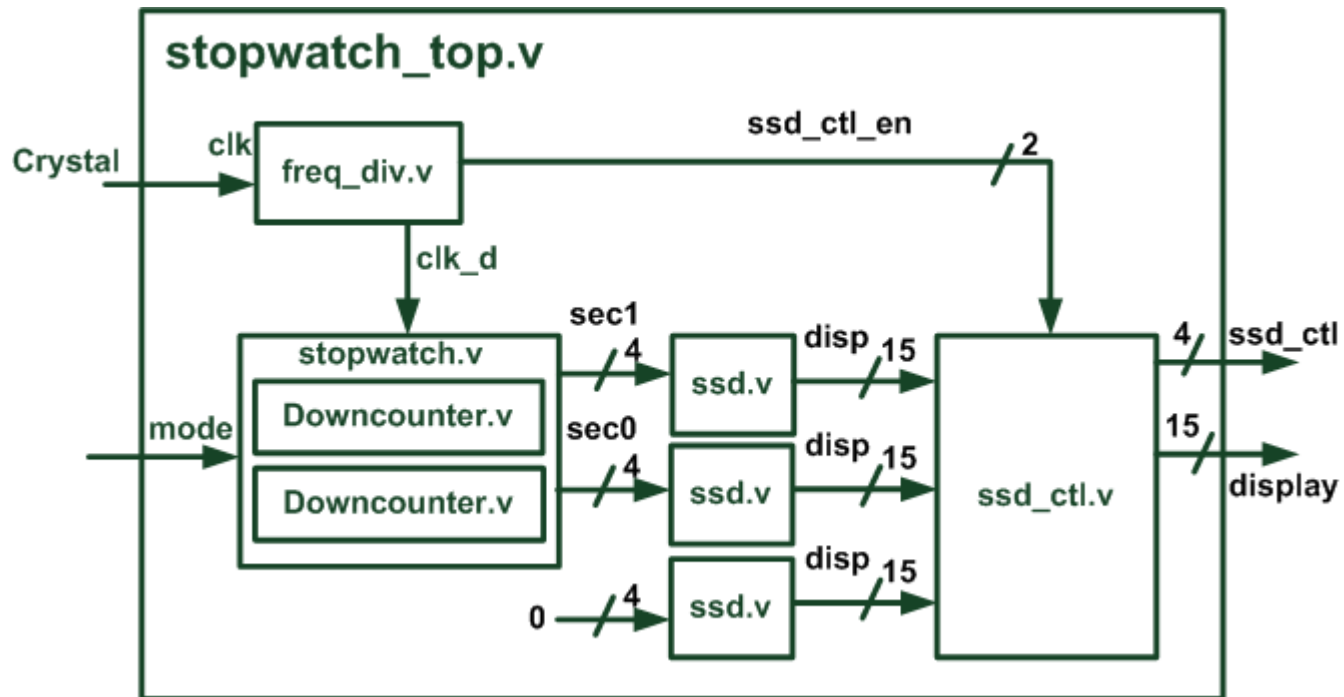 stopwatch_top.v
ssd_ctl_en
2
Crystal
clk
freq_div.v
clk_d
sec1
4
disp
15
4
ssd_ctl
stopwatch.v
ssd.v
Downcounter.v
mode
sec0
4
disp
15
15
display
Downcounter.v
ssd.v
ssd_ctl.v
disp
15
0
4
ssd.v